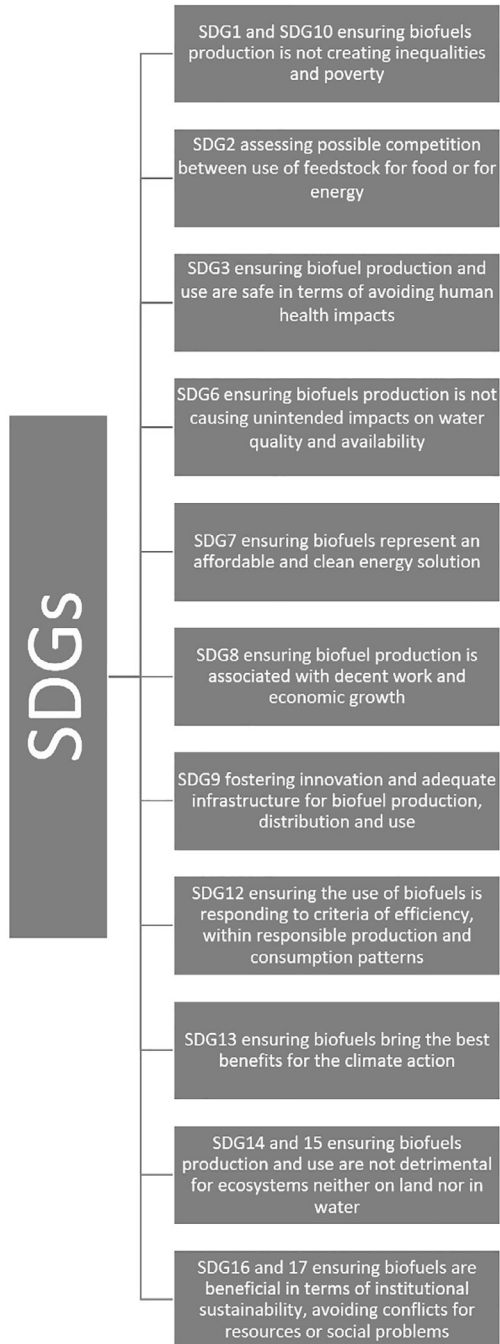 SDGs
SDG1 and SDG10 ensuring biofuels
production is not creating inequalities
and poverty
SDG2 assessing possible competition
between use of feedstock for food or for
energy
SDG3 ensuring biofuel production and
use are safe in terms of avoiding human
health impacts
SDG6 ensuring biofuels production is not
causing unintended impacts on water
quality and availability
SDG7 ensuring biofuels represent an
affordable and clean energy solution
SDG8 ensuring biofuel production is
associated with decent work and
economic growth
SDG9 fostering innovation and adequate
infrastructure for biofuel production,
distribution and use
SDG12 ensuring the use of biofuels is
responding to criteria of efficiency,
within responsible production and
consumption patterns
SDG13 ensuring biofuels bring the best
benefits for the climate action
SDG14 and 15 ensuring biofuels
production and use are not detrimental
for ecosystems neither on land nor in
water
SDG16 and 17 ensuring biofuels are
beneficial in terms of institutional
sustainability, avoiding conflicts for
resources or social problems